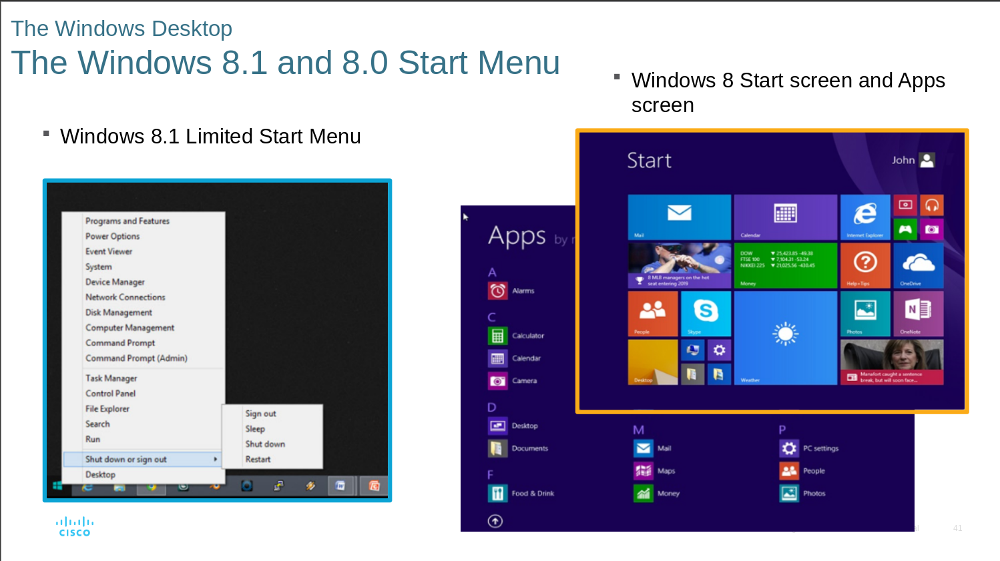 The Windows Desktop
The Windows 8.1 and 8.0 Start Menu
Windows 8 Start screen and Apps
screen
Windows 8.1 Limited Start Menu
Programs and Features
Power Options
Event Viewer
System
Device Manager
Network Connections
Disk Management
Computer Management
Command Prompt
Command Prompt (Admin)
Task Manager
Control Panel
File Explorer
Search
Run
Shut down or sign out
Desktop
Sign out
Sleep
Shut down
Restart
Apps by
A
Alarms
C
Calculator
Calendar
Camera
D
Desktop
Documents
F
Food & Drink
M
Mail
Maps
Money
P
PC settings
People
Photos
Start
John
Mail
Calendar
Internet Explorer
8 MLB managers on the hot
seat entering 2019
DOW ▼ 25,423.85 -49.38
FTSE 100 ▼ 7,104.31 -53.24
NIKKEI 225 ▼ 21,025.56 -430.45
Money
Help+Tips
OneDrive
People
Skype
Weather
Photos
OneNote
Desktop
Manafort caught a sentence
break, but will soon face...
CISCO
41